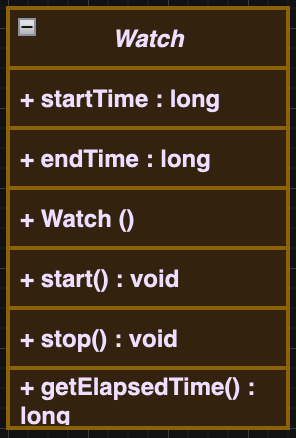 Watch
+ startTime : long
+ endTime : long
+ Watch ()
+ start() : void
+ stop() : void
+ getElapsedTime() :
long